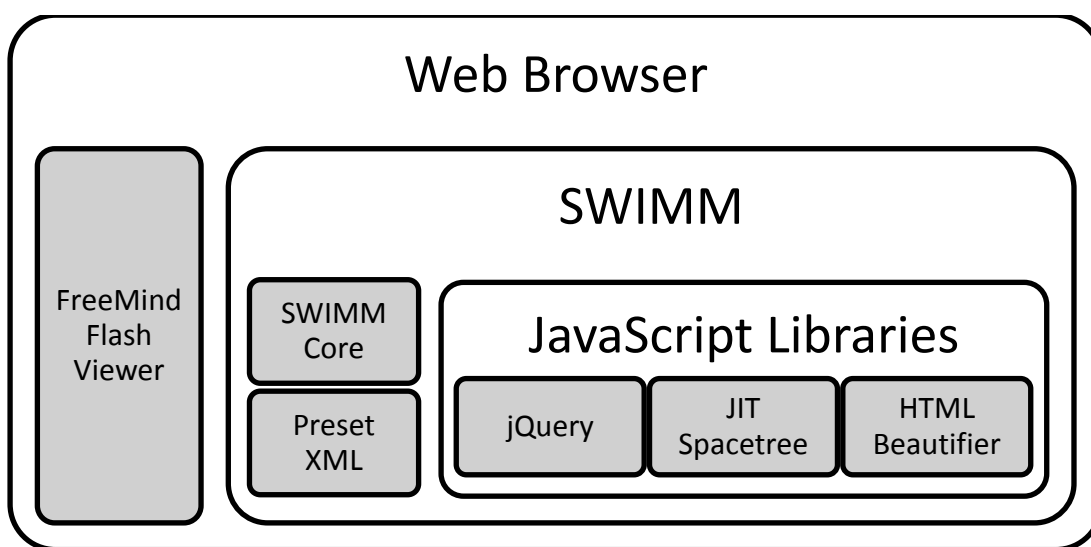 Web Browser
FreeMind
Flash
Viewer
SWIMM
SWIMM
Core
Preset
XML
JavaScript Libraries
jQuery
JIT
Spacetree
HTML
Beautifier